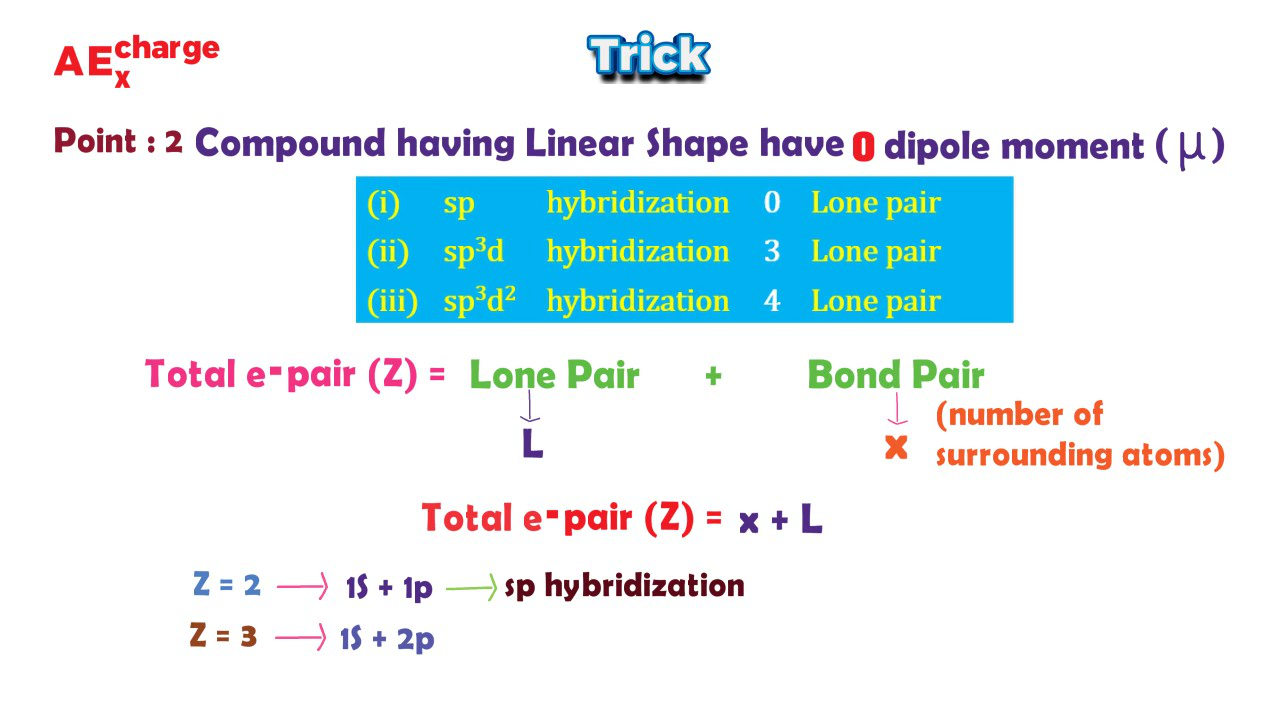 AE charge
x
Trick
Point : 2 Compound having Linear Shape have 0 dipole moment ( μ )
(i) sp hybridization 0 Lone pair
(ii) sp³d hybridization 3 Lone pair
(iii) sp³d² hybridization 4 Lone pair
Total e-pair (Z) = Lone Pair + Bond Pair
L
x
(number of
surrounding atoms)
Total e-pair (Z) = x + L
Z = 2 → 1S + 1p → sp hybridization
Z = 3 → 1S + 2p